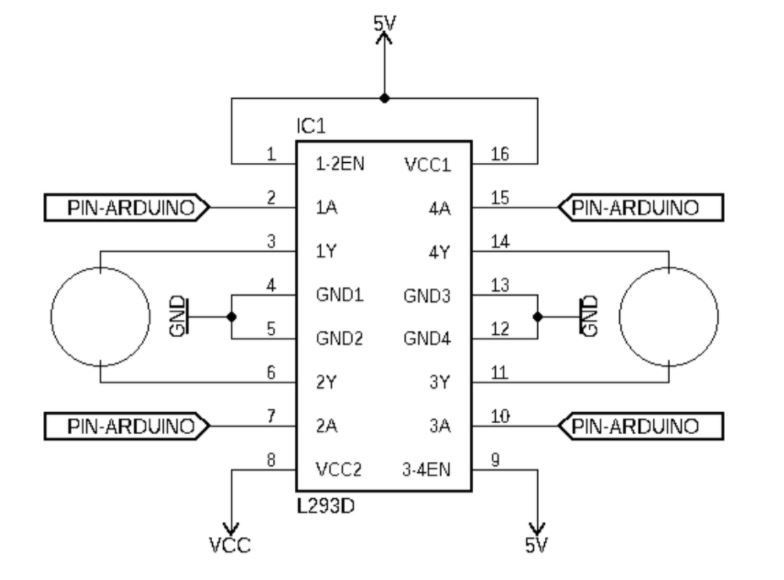 5V
IC1
1 1-2EN VCC1 16
PIN-ARDUINO 2 1A 4A 15 PIN-ARDUINO
3 1Y 4Y 14
4 GND1 GND3 13
GND GND
5 GND2 GND4 12
6 2Y 3Y 11
PIN-ARDUINO 7 2A 3A 10 PIN-ARDUINO
8 VCC2 3-4EN 9
L293D
VCC 5V